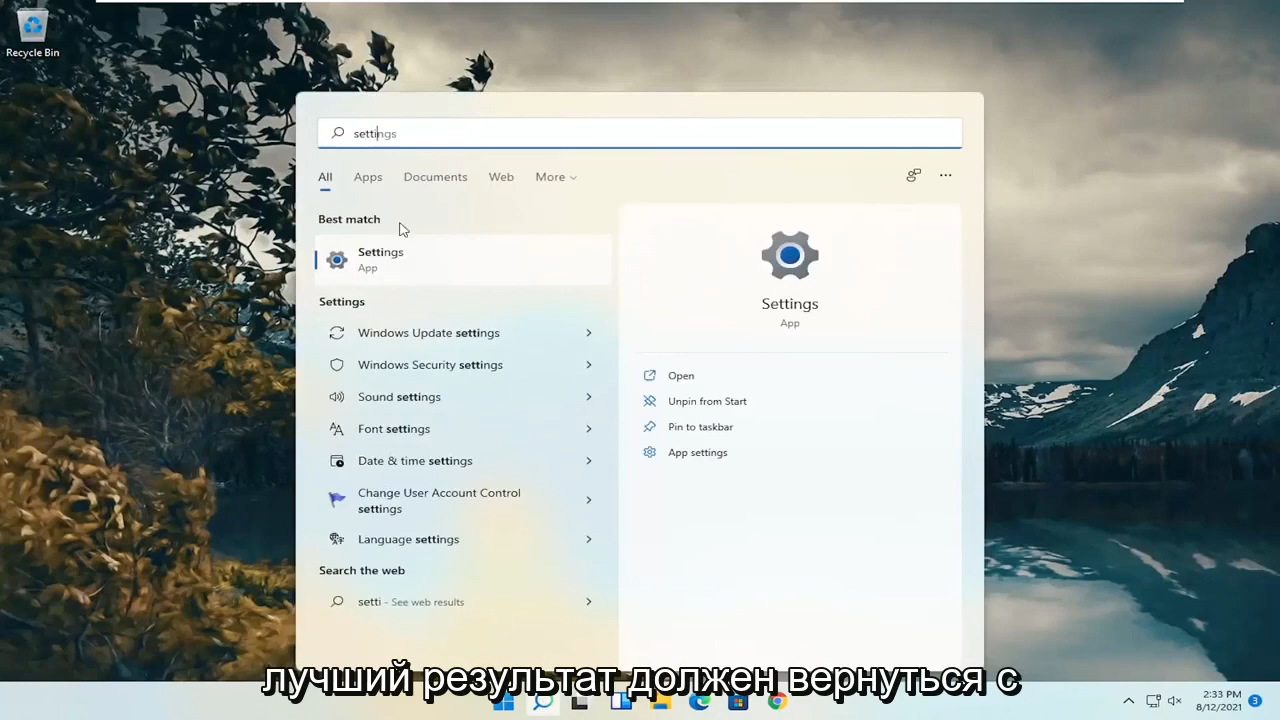 Recycle Bin
settings
All Apps Documents Web More
Best match
Settings
App
Settings
Windows Update settings
Windows Security settings
Sound settings
Font settings
Date & time settings
Change User Account Control
settings
Language settings
Search the web
setti - See web results
Settings
App
Open
Unpin from Start
Pin to taskbar
App settings
лучший результат должен вернуться с
2:33 PM
8/12/2021
3